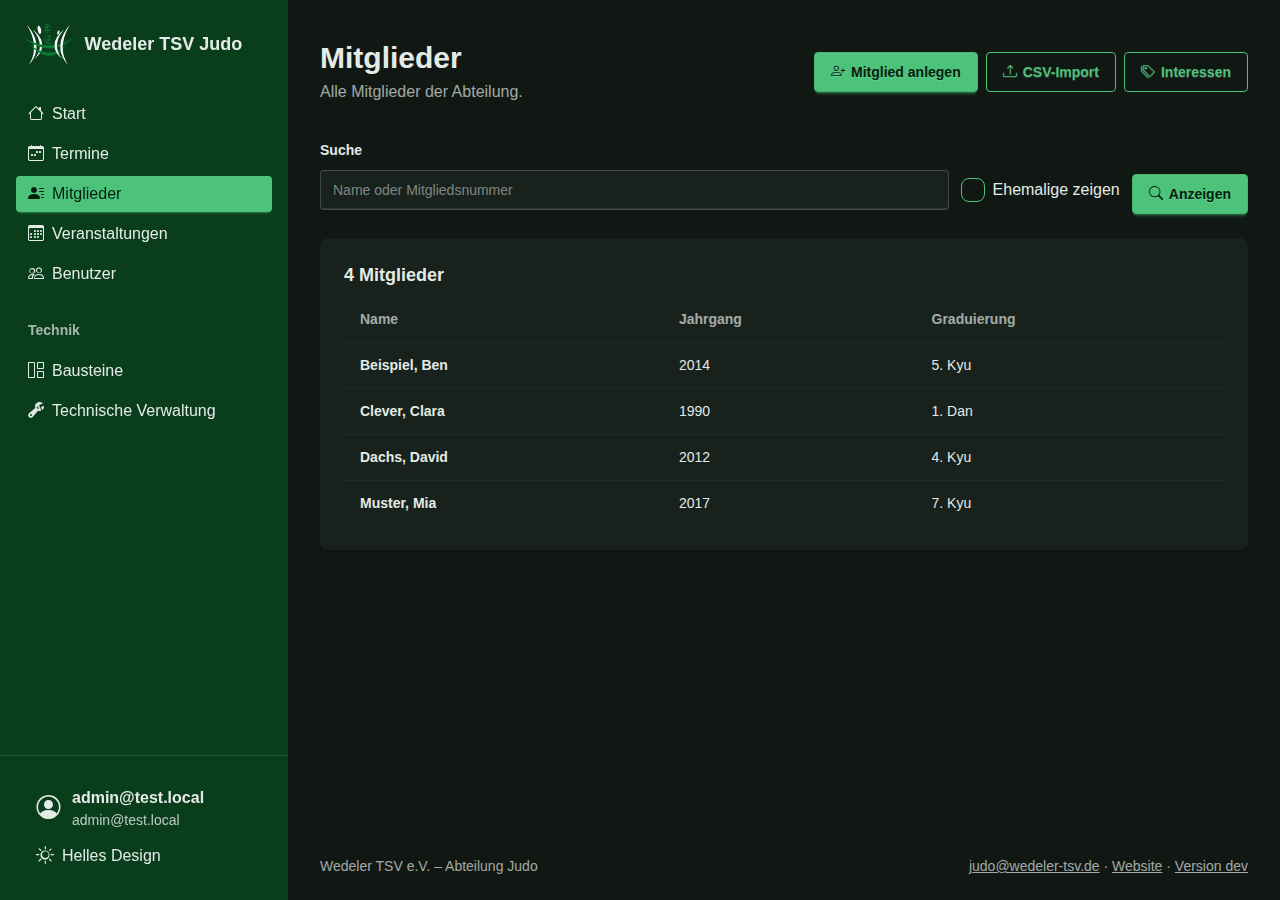 Wedeler TSV Judo
Start
Termine
Mitglieder
Veranstaltungen
Benutzer
Technik
Bausteine
Technische Verwaltung
admin@test.local
admin@test.local
Helles Design
Mitglieder
Alle Mitglieder der Abteilung.
Mitglied anlegen
CSV-Import
Interessen
Suche
Name oder Mitgliedsnummer
Ehemalige zeigen
Anzeigen
4 Mitglieder
Name Jahrgang Graduierung
Beispiel, Ben 2014 5. Kyu
Clever, Clara 1990 1. Dan
Dachs, David 2012 4. Kyu
Muster, Mia 2017 7. Kyu
Wedeler TSV e.V. – Abteilung Judo
judo@wedeler-tsv.de · Website · Version dev